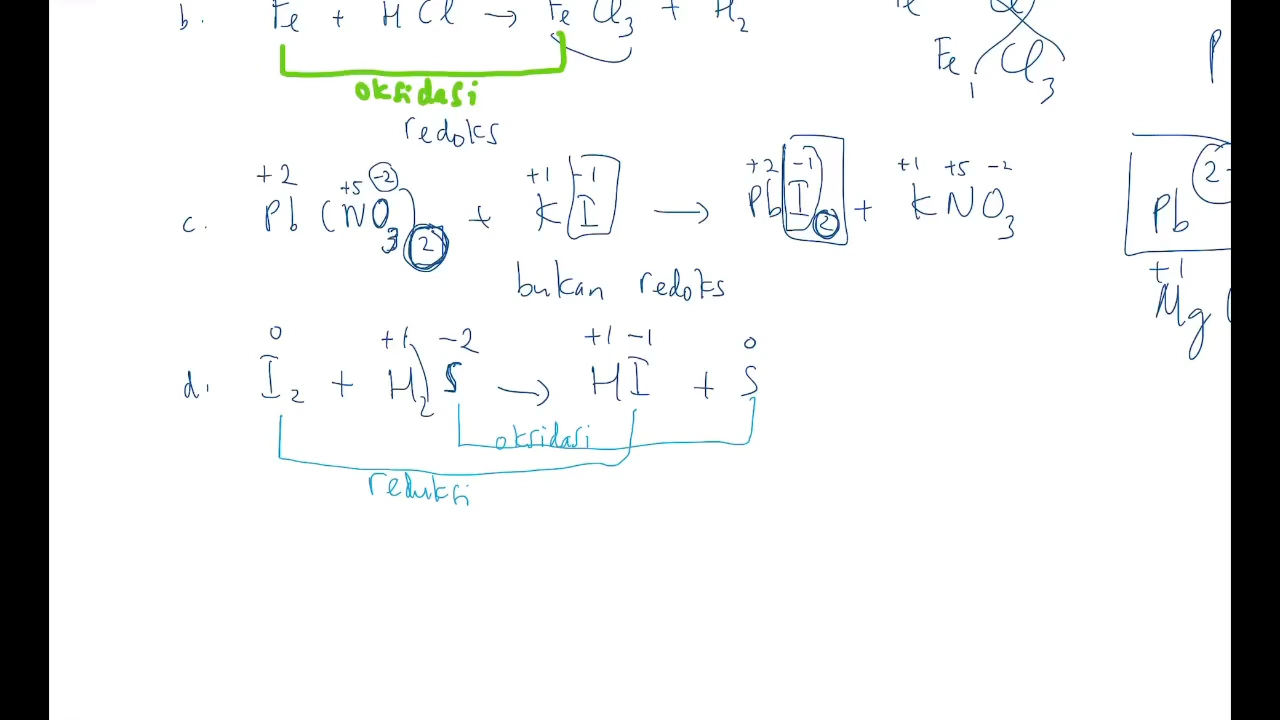 b. Fe + HCl → FeCl₃ + H₂
oksidasi
redoks
Fe₁ Cl₃
P
+2 +5 -2 +1 -1 +2 -1 +1 +5 -2
c. Pb(NO₃)₂ + KI → PbI₂ + KNO₃
bukan redoks
2-
Pb
+1
Mg
0 +1 -2 +1 -1 0
d. I₂ + H₂S → HI + S
oksidasi
reduksi